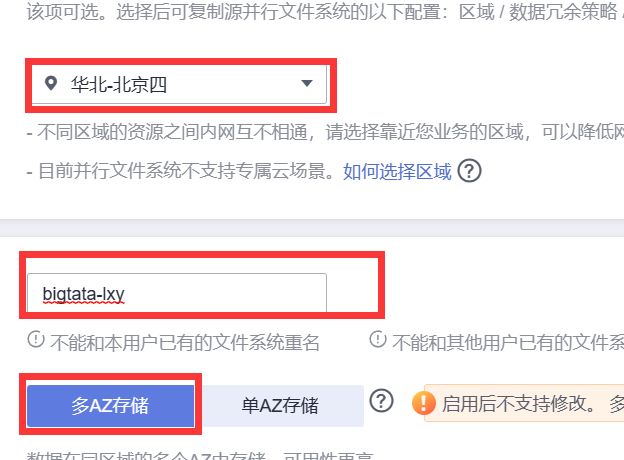 该项可选。选择后可复制源并行文件系统的以下配置：区域 / 数据冗余策略 /
华北-北京四
- 不同区域的资源之间内网互不相通，请选择靠近您业务的区域，可以降低网
- 目前并行文件系统不支持专属云场景。如何选择区域 ?
bigtata-lxy
不能和本用户已有的文件系统重名 不能和其他用户已有的文件系
多AZ存储 单AZ存储 ? 启用后不支持修改。 多
数据在同区域的多个AZ中存储，可用性更高